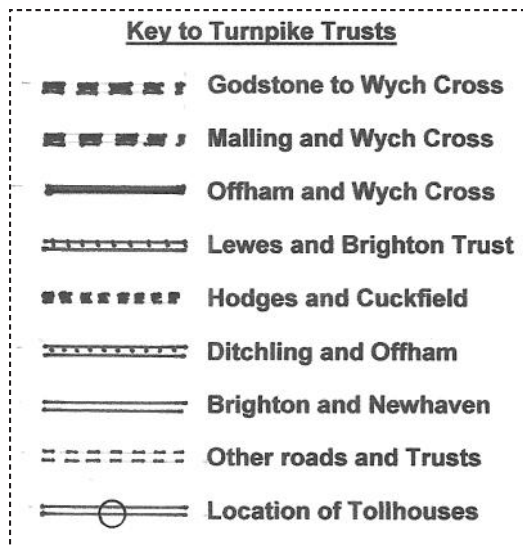 Key to Turnpike Trusts
Godstone to Wych Cross
Malling and Wych Cross
Offham and Wych Cross
Lewes and Brighton Trust
Hodges and Cuckfield
Ditchling and Offham
Brighton and Newhaven
Other roads and Trusts
Location of Tollhouses